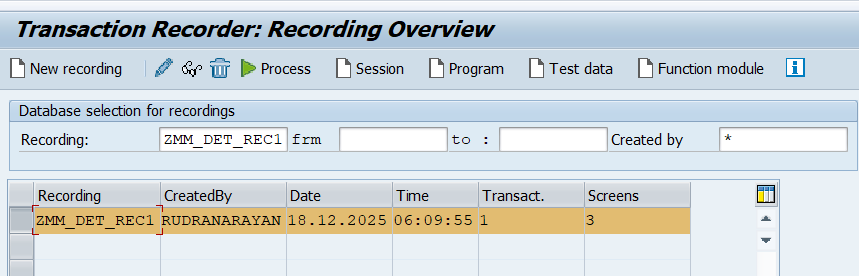 Transaction Recorder: Recording Overview
New recording Process Session Program Test data Function module
Database selection for recordings
Recording: ZMM_DET_REC1 frm to : Created by *
Recording CreatedBy Date Time Transact. Screens
ZMM_DET_REC1 RUDRANARAYAN 18.12.2025 06:09:55 1 3